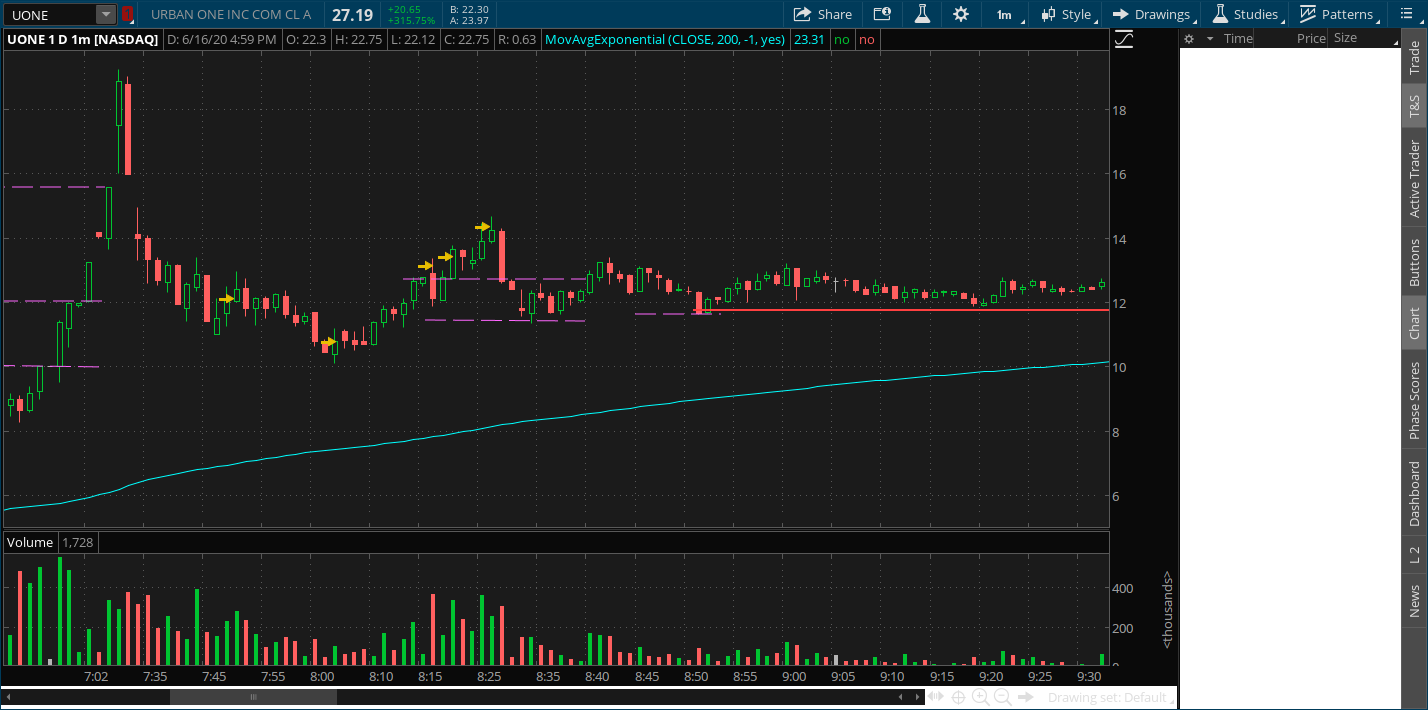 UONE 1 URBAN ONE INC COM CL A 27.19 +20.65 B: 22.30 Share 1m Style Drawings Studies Patterns
+315.75% A: 23.97
UONE 1 D 1m [NASDAQ] D: 6/16/20 4:59 PM O: 22.3 H: 22.75 L: 22.12 C: 22.75 R: 0.63 MovAvgExponential (CLOSE, 200, -1, yes) 23.31 no no
Time Price Size
18
16
14
12
10
8
6
Volume 1,728
400
200
0
<thousands>
7:02 7:35 7:45 7:55 8:00 8:10 8:15 8:25 8:35 8:40 8:45 8:50 8:55 9:00 9:05 9:10 9:15 9:20 9:25 9:30
Drawing set: Default
Trade
T&S
Active Trader
Buttons
Chart
Phase Scores
Dashboard
L 2
News